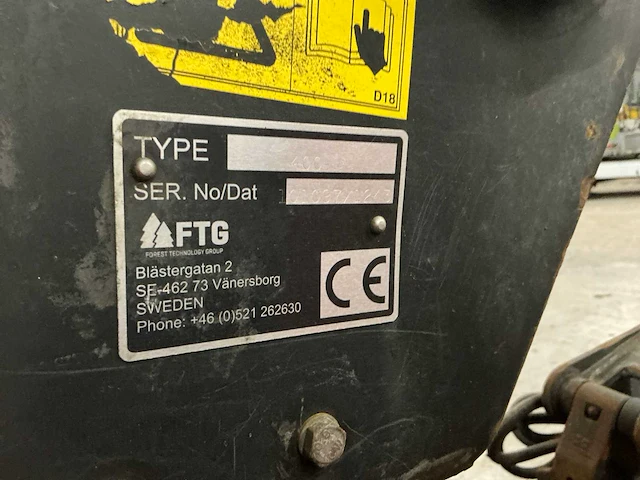 D18
TYPE
SER. No/Dat
FTG
FOREST TECHNOLOGY GROUP
Blästergatan 2
SE-462 73 Vänersborg
SWEDEN
Phone: +46 (0)521 262630
CE